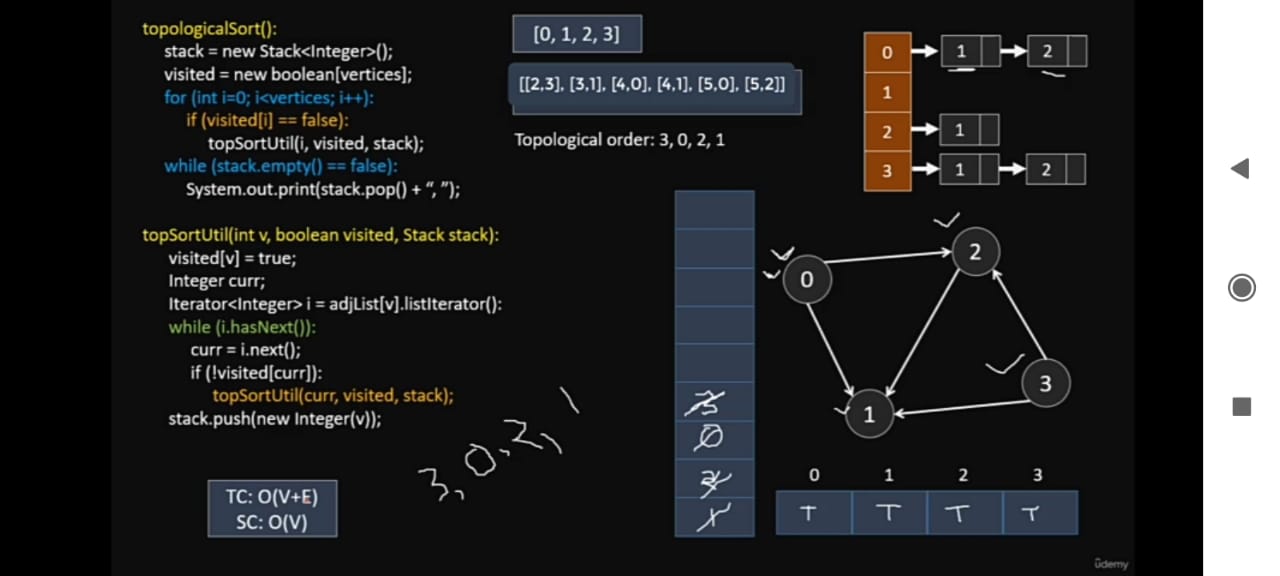 topologicalSort():
stack = new Stack<Integer>();
visited = new boolean[vertices];
for (int i=0; i<vertices; i++):
if (visited[i] == false):
topSortUtil(i, visited, stack);
while (stack.empty() == false):
System.out.print(stack.pop() + “, ”);
topSortUtil(int v, boolean visited, Stack stack):
visited[v] = true;
Integer curr;
Iterator<Integer> i = adjList[v].listIterator():
while (i.hasNext()):
curr = i.next();
if (!visited[curr]):
topSortUtil(curr, visited, stack);
stack.push(new Integer(v));
TC: O(V+E)
SC: O(V)
3, 0, 2, 1
[0, 1, 2, 3]
[[2,3], [3,1], [4,0], [4,1], [5,0], [5,2]]
Topological order: 3, 0, 2, 1
3
0
2
1
0 1 2
1
2 1
3 1 2
2
0
3
1
0 1 2 3
T T T T
ûdemy